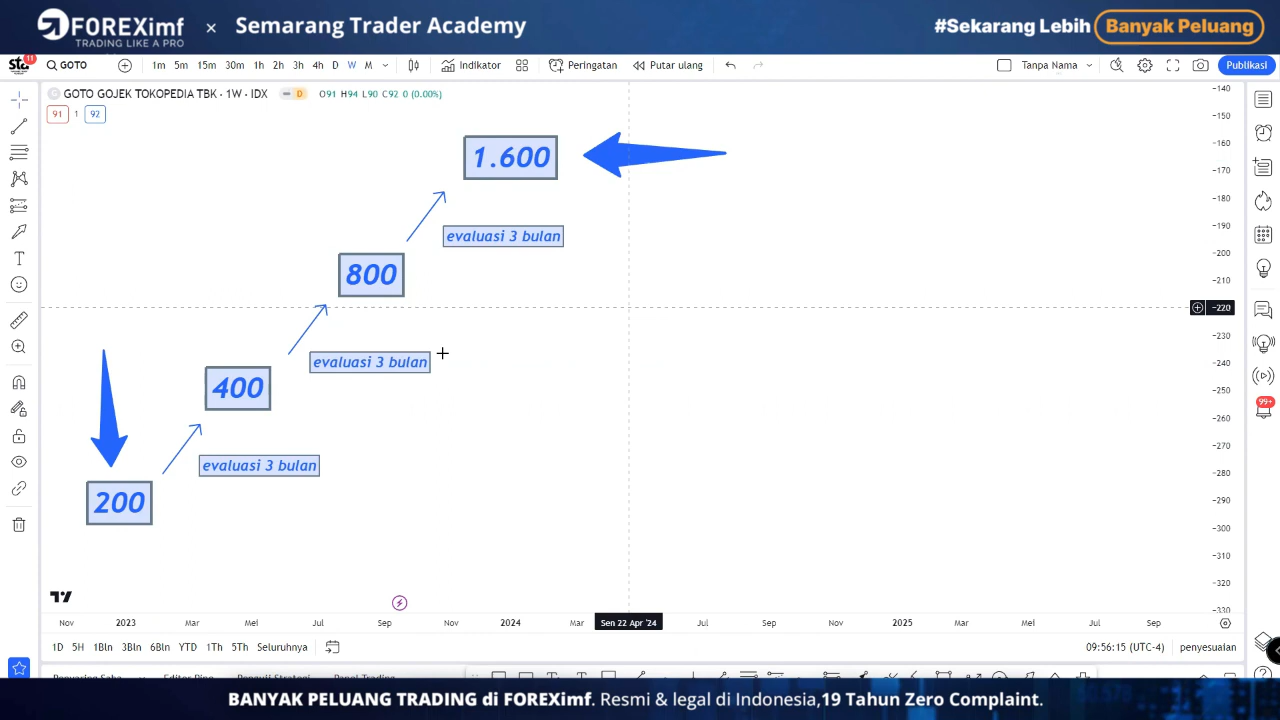 FOREXimf
TRADING LIKE A PRO
×
Semarang Trader Academy
#Sekarang Lebih Banyak Peluang
sta
11
GOTO
1m 5m 15m 30m 1h 2h 3h 4h D W M
Indikator
Peringatan
Putar ulang
Tanpa Nama
Publikasi
GOTO GOJEK TOKOPEDIA TBK · 1W · IDX
D
O91 H94 L90 C92 0 (0.00%)
91 1 92
1.600
evaluasi 3 bulan
800
evaluasi 3 bulan
400
evaluasi 3 bulan
200
−140
−150
−160
−170
−180
−190
−200
−210
−220
−230
−240
−250
−260
−270
−280
−290
−300
−310
−320
−330
99+
Nov 2023 Mar Mei Jul Sep Nov 2024 Mar Sen 22 Apr '24 Jul Sep Nov 2025 Mar Mei Jul Sep
1D 5H 1Bln 3Bln 6Bln YTD 1Th 5Th Seluruhnya
09:56:15 (UTC-4)
penyesuaian
BANYAK PELUANG TRADING di FOREXimf. Resmi & legal di Indonesia,19 Tahun Zero Complaint.